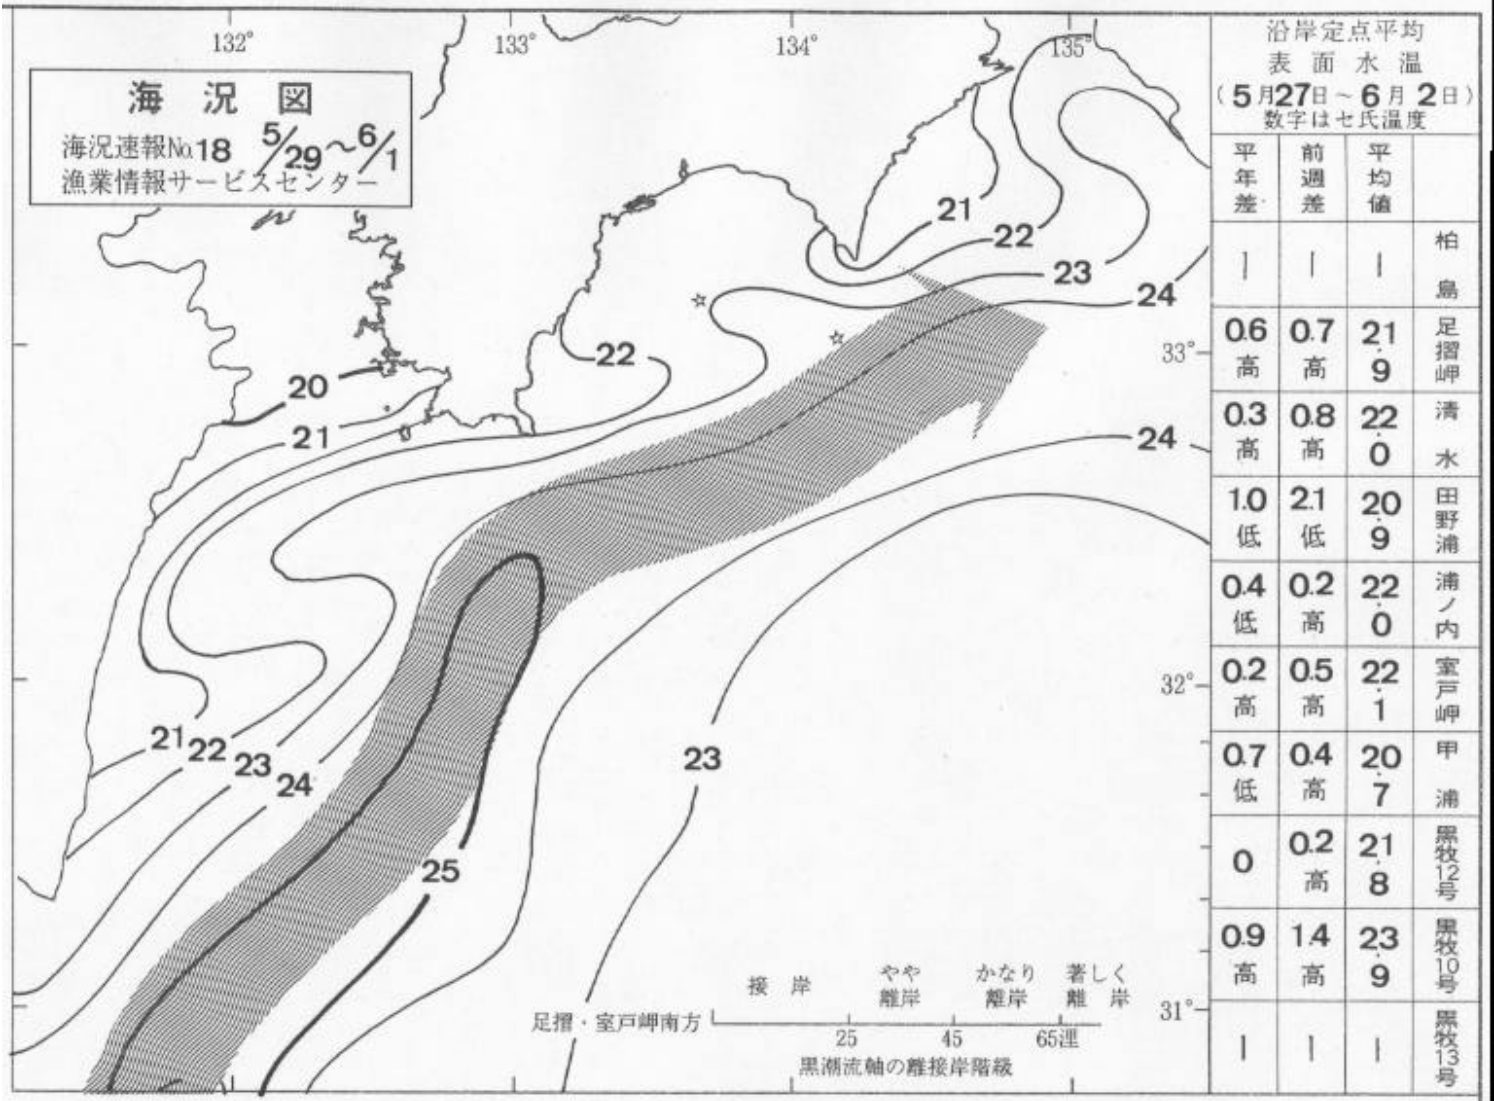 132°
133°
134°
135°
海況図
海況速報No.18 5/29～6/1
漁業情報サービスセンター
21
22
23
24
33°
22
20
21
24
32°
21
22
23
24
23
25
31°
接岸
やや離岸
かなり離岸
著しく離岸
足摺・室戸岬南方
25 45 65浬
黒潮流軸の離接岸階級
沿岸定点平均
表面水温
(5月27日～6月2日)
数字はセ氏温度
平年差 前週差 平均値
| | | 柏島
0.6高 0.7高 21.9 足摺岬
0.3高 0.8高 22.0 清水
1.0低 2.1低 20.9 田野浦
0.4低 0.2高 22.0 浦ノ内
0.2高 0.5高 22.1 室戸岬
0.7低 0.4高 20.7 甲浦
0 0.2高 21.8 黒牧12号
0.9高 1.4高 23.9 黒牧10号
| | | 黒牧13号